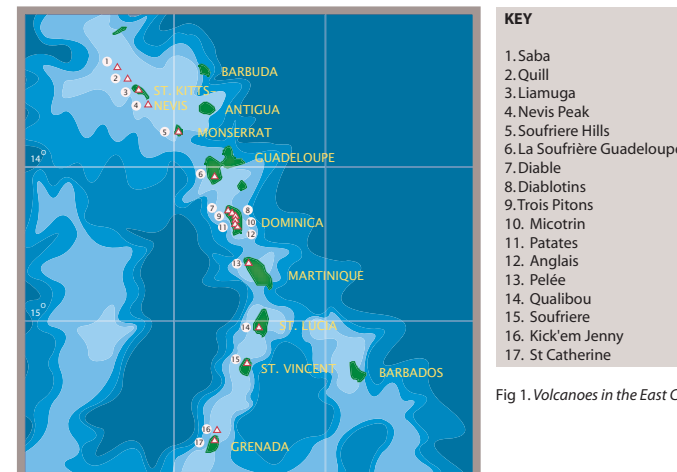 1
2
BARBUDA
3
ST. KITTS
4
NEVIS
ANTIGUA
5
MONSERRAT
14°
GUADELOUPE
6
7
8
9
10
DOMINICA
11
12
13
MARTINIQUE
15°
14
ST. LUCIA
15
ST. VINCENT
BARBADOS
16
17
GRENADA
KEY
1. Saba
2. Quill
3. Liamuga
4. Nevis Peak
5. Soufriere Hills
6. La Soufrière Guadeloupe
7. Diable
8. Diablotins
9. Trois Pitons
10. Micotrin
11. Patates
12. Anglais
13. Pelée
14. Qualibou
15. Soufriere
16. Kick'em Jenny
17. St Catherine
Fig 1. Volcanoes in the East C